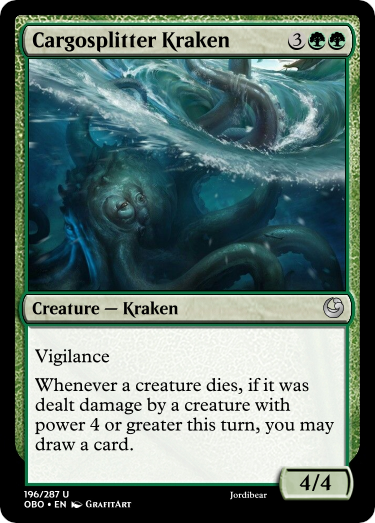 Cargosplitter Kraken 3
Creature — Kraken
Vigilance
Whenever a creature dies, if it was
dealt damage by a creature with
power 4 or greater this turn, you may
draw a card.
4/4
196/287 U
OBO • EN GrafitArt
Jordibear